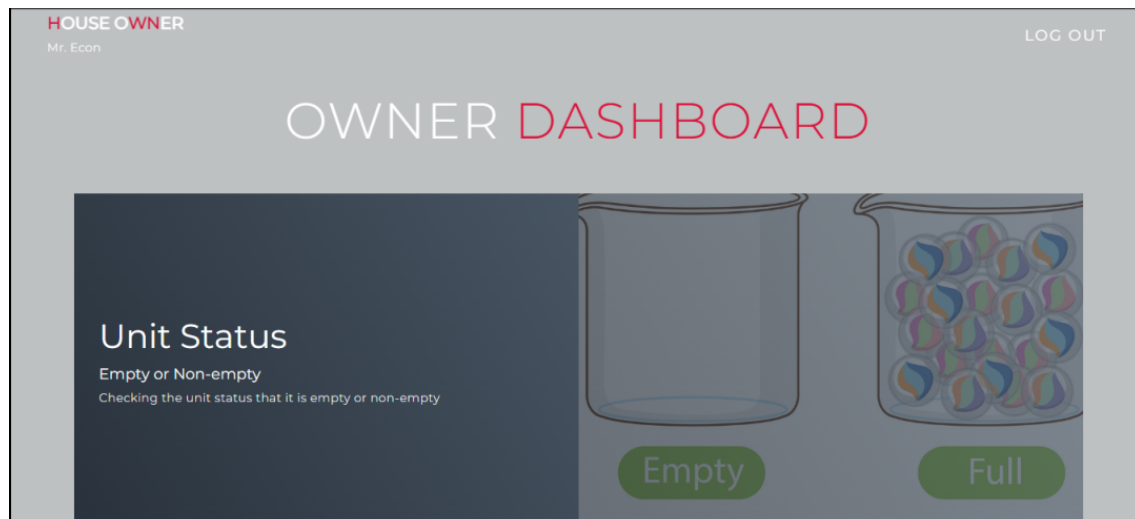 HOUSE OWNER
Mr. Econ
LOG OUT
OWNER DASHBOARD
Unit Status
Empty or Non-empty
Checking the unit status that it is empty or non-empty
Empty
Full